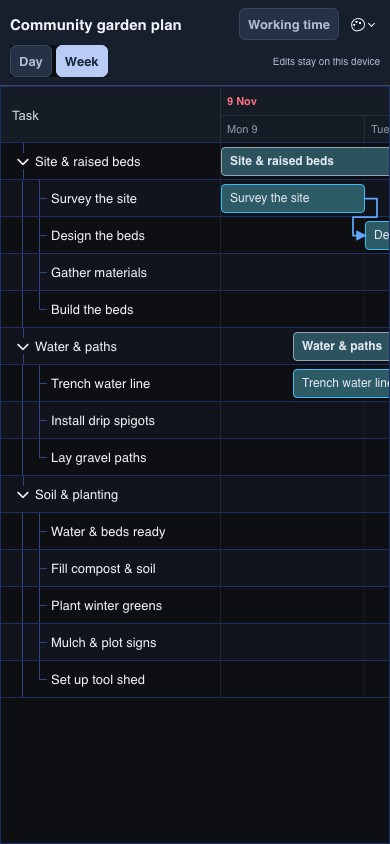 Community garden plan
Working time
Day
Week
Edits stay on this device
Task
9 Nov
Mon 9
Tue
Site & raised beds
Site & raised beds
Survey the site
Survey the site
Design the beds
De
Gather materials
Build the beds
Water & paths
Water & paths
Trench water line
Trench water line
Install drip spigots
Lay gravel paths
Soil & planting
Water & beds ready
Fill compost & soil
Plant winter greens
Mulch & plot signs
Set up tool shed